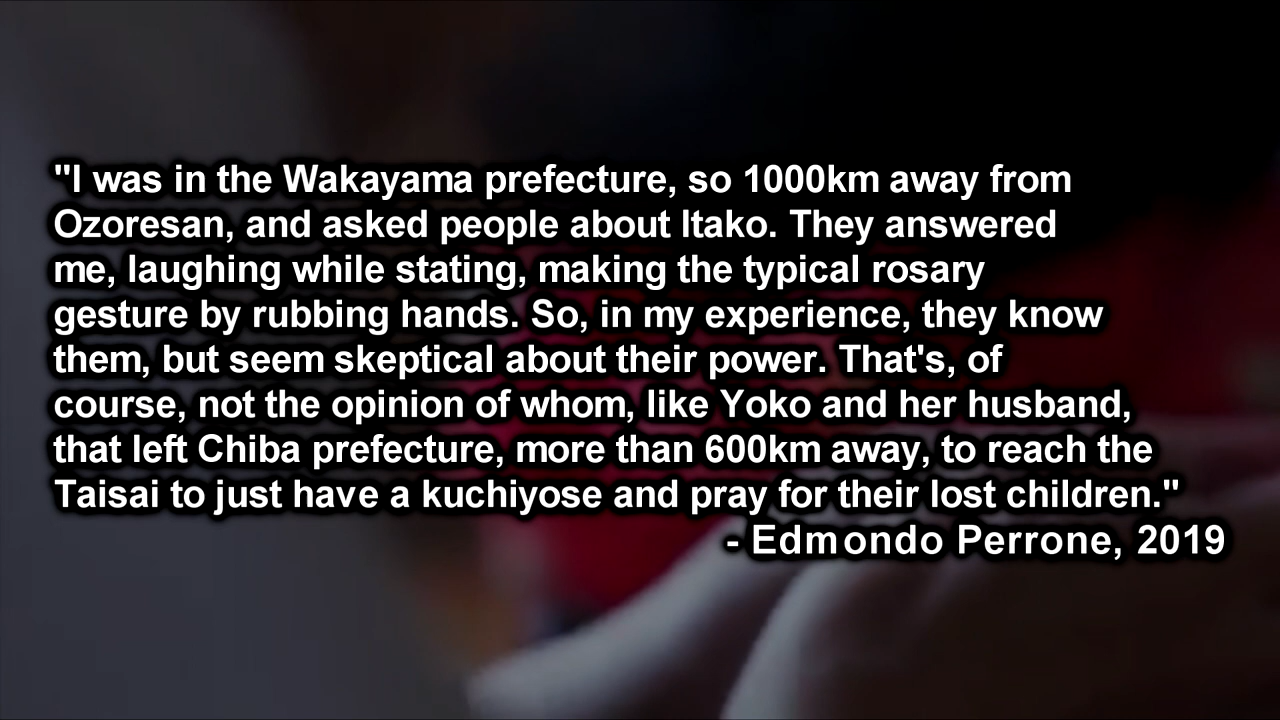 "I was in the Wakayama prefecture, so 1000km away from
Ozoresan, and asked people about Itako. They answered
me, laughing while stating, making the typical rosary
gesture by rubbing hands. So, in my experience, they know
them, but seem skeptical about their power. That's, of
course, not the opinion of whom, like Yoko and her husband,
that left Chiba prefecture, more than 600km away, to reach the
Taisai to just have a kuchiyose and pray for their lost children."
- Edmondo Perrone, 2019